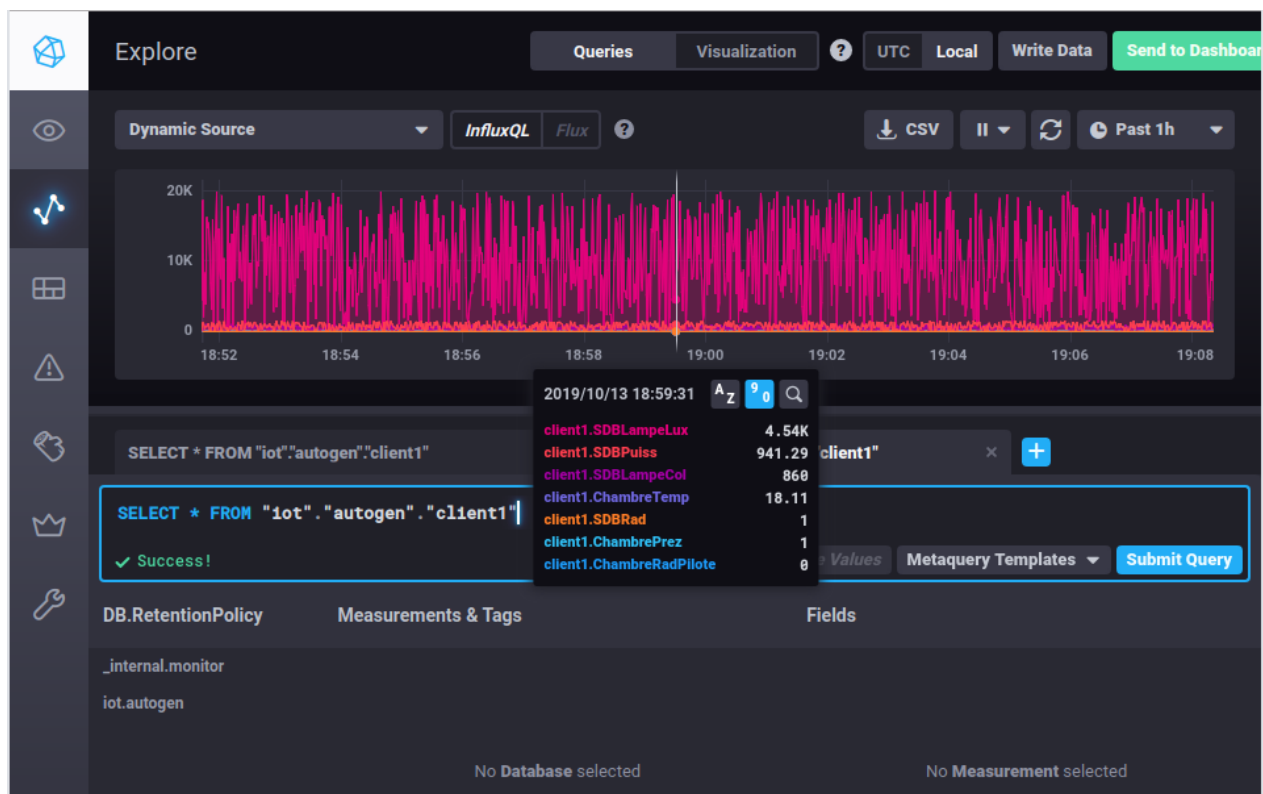 Explore
Queries
Visualization
?
UTC
Local
Write Data
Send to Dashboar
Dynamic Source
InfluxQL
Flux
?
CSV
Past 1h
20K
10K
0
18:52
18:54
18:56
18:58
19:00
19:02
19:04
19:06
19:08
2019/10/13 18:59:31
A Z
9 0
client1.SDBLampeLux 4.54K
client1.SDBPuiss 941.29
client1.SDBLampeCol 860
client1.ChambreTemp 18.11
client1.SDBRad 1
client1.ChambrePrez 1
client1.ChambreRadPilote 0
SELECT * FROM "iot"."autogen"."client1"
client1" ×
+
SELECT * FROM "iot"."autogen"."client1"
Success!
Values
Metaquery Templates
Submit Query
DB.RetentionPolicy
Measurements & Tags
Fields
_internal.monitor
iot.autogen
No Database selected
No Measurement selected